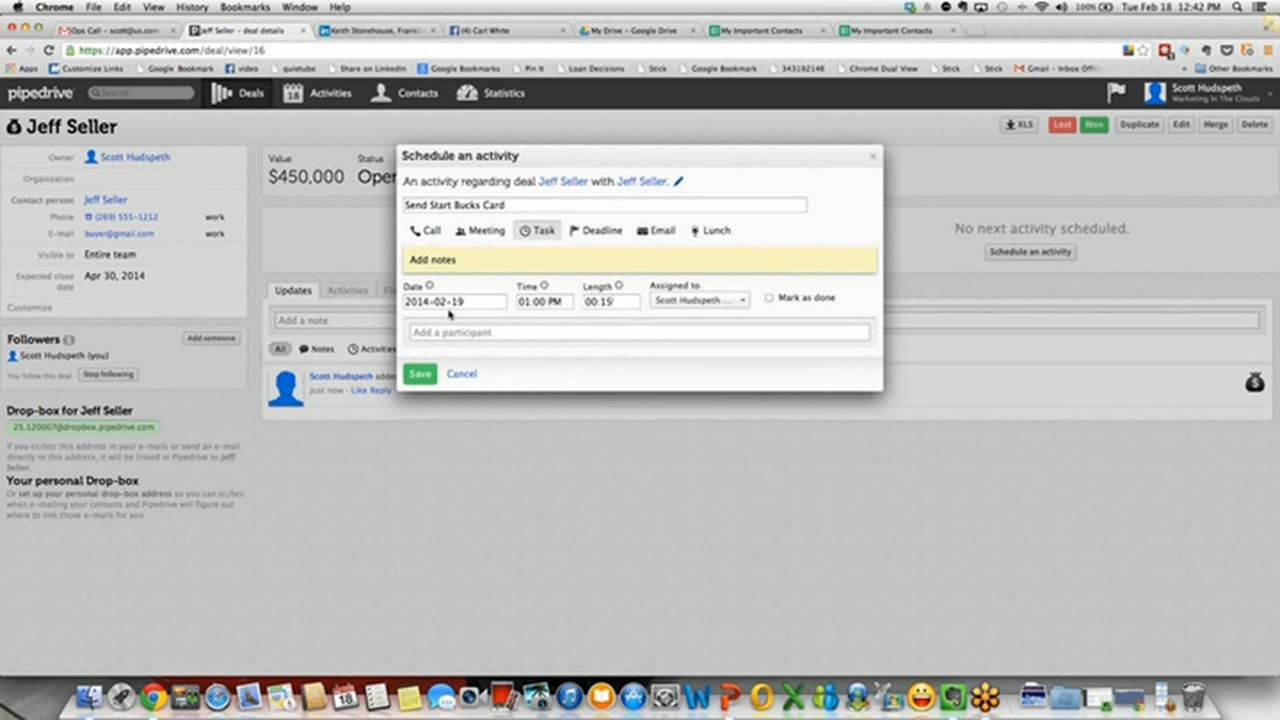 Chrome File Edit View History Bookmarks Window Help 100% Tue Feb 18 12:42 PM
Jeff Seller – deal details
Keith Stonehouse, Frankli
(4) Carl White
My Drive – Google Drive
My Important Contacts
My Important Contacts
https://app.pipedrive.com/deal/view/16
Apps Customize Links Google Bookmark video quietube Share on LinkedIn Google Bookmarks Pin It Loan Decisions Stick Google Bookmark 343192146 Chrome Dual View Stick Stick Other Bookmarks
pipedrive Search Deals Activities Contacts Statistics
Scott Hudspeth
Marketing In The Clouds
Jeff Seller
XLS Lost Won Duplicate Edit Merge Delete
Owner Scott Hudspeth
Organization
Contact person Jeff Seller
Phone (269) 555-1212 work
E-mail buyer@gmail.com work
Visible to Entire team
Expected close date Apr 30, 2014
Customize
Followers 1 Add someone
Scott Hudspeth (you)
You follow this deal. Stop following
Drop-box for Jeff Seller
25.120007@dropbox.pipedrive.com
If you cc/bcc this address in your e-mails or send an e-mail
directly to this address, it will be linked in Pipedrive to Jeff
Seller.
Your personal Drop-box
Or set up your personal drop-box address so you can cc/bcc
when e-mailing your contacts and Pipedrive will figure out
where to link those e-mails for you
Value Status
$450,000 Open
No next activity scheduled.
Schedule an activity
Updates Activities
Add a note
All Notes Activities
Scott Hudspeth added
Just now · Like Reply
Schedule an activity
An activity regarding deal Jeff Seller with Jeff Seller.
Send Start Bucks Card
Call Meeting Task Deadline Email Lunch
Add notes
Date Time Length Assigned to
2014-02-19 01:00 PM 00:15 Scott Hudspeth ... Mark as done
Add a participant
Save Cancel